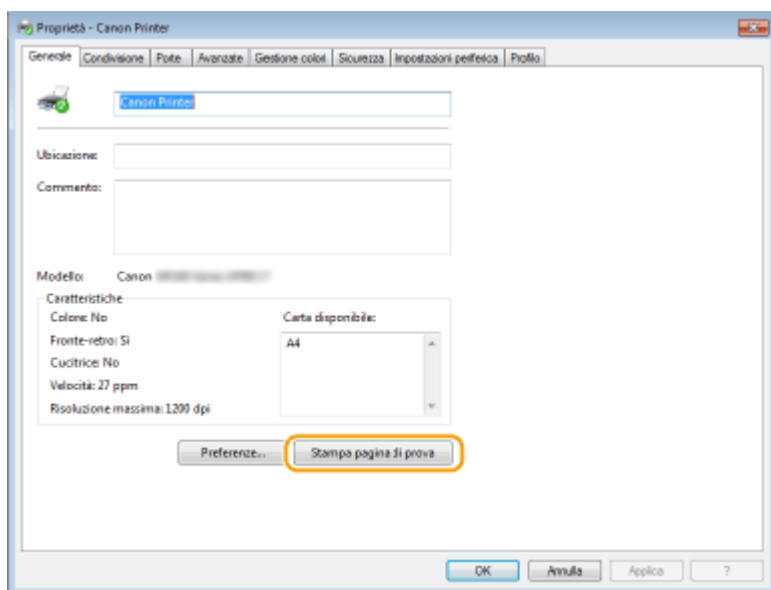 Proprietà - Canon Printer
Generale Condivisione Porte Avanzate Gestione colori Sicurezza Impostazioni periferica Profilo
Canon Printer
Ubicazione:
Commento:
Modello: Canon
Caratteristiche
Colore: No
Carta disponibile:
Fronte-retro: Sì
A4
Cucitrice: No
Velocità: 27 ppm
Risoluzione massima: 1200 dpi
Preferenze... Stampa pagina di prova
OK Annulla Applica ?